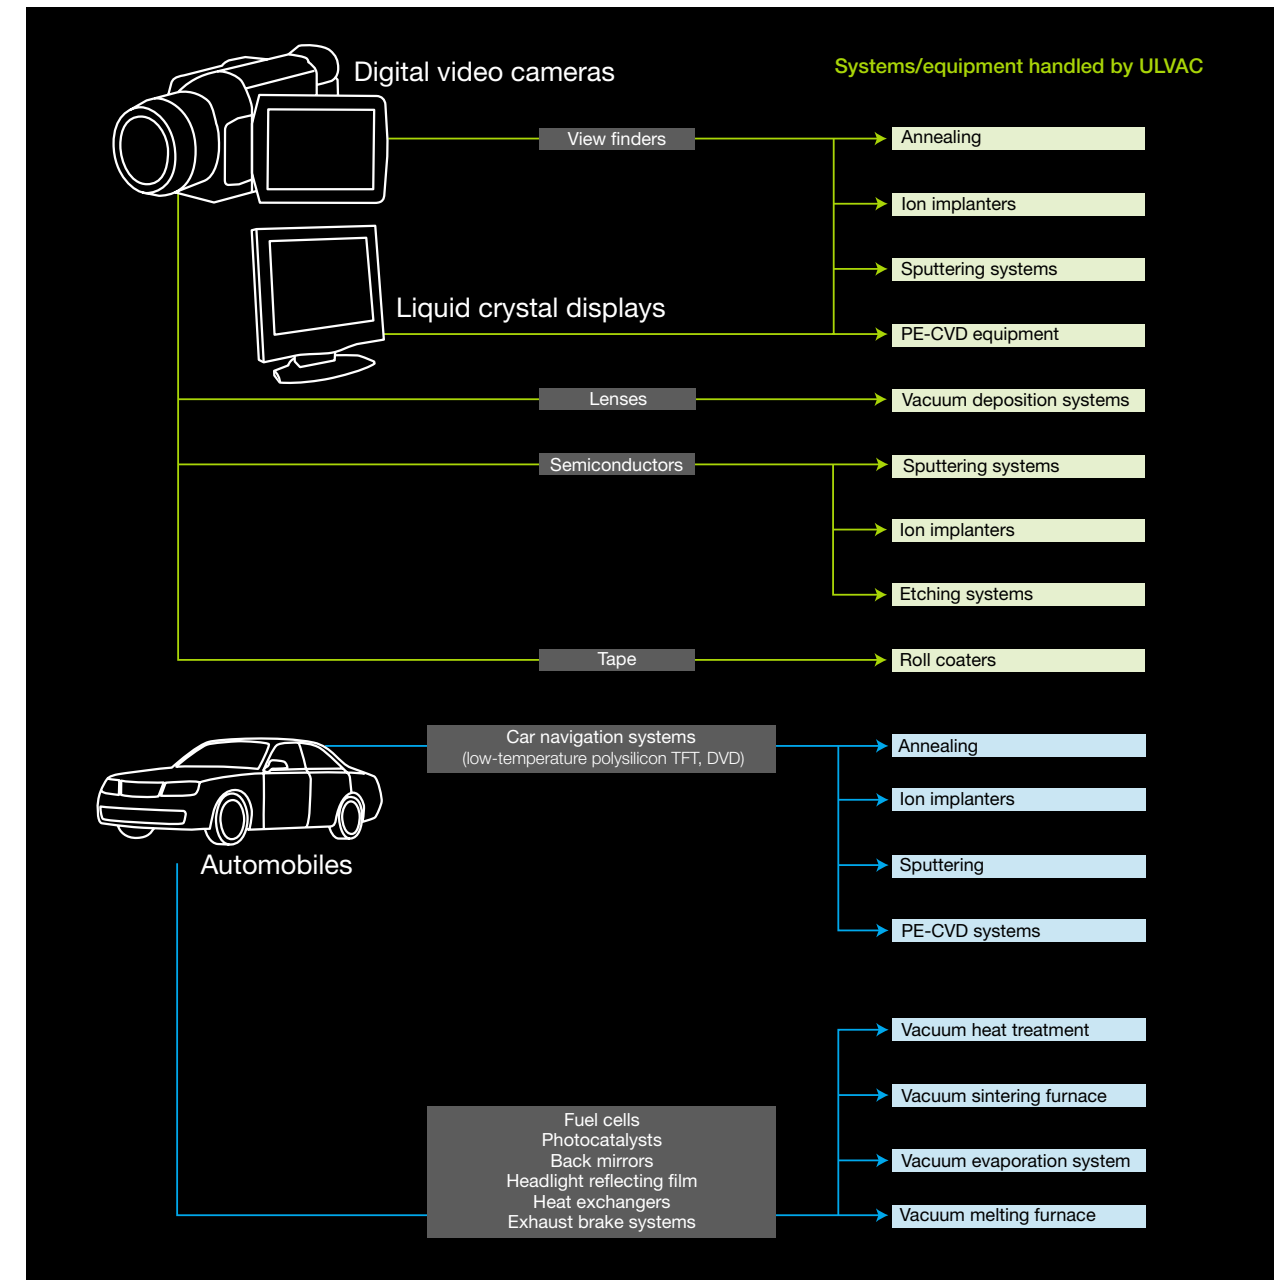 Digital video cameras
Systems/equipment handled by ULVAC
View finders
Annealing
Ion implanters
Sputtering systems
Liquid crystal displays
PE-CVD equipment
Lenses
Vacuum deposition systems
Semiconductors
Sputtering systems
Ion implanters
Etching systems
Tape
Roll coaters
Car navigation systems
(low-temperature polysilicon TFT, DVD)
Annealing
Ion implanters
Automobiles
Sputtering
PE-CVD systems
Vacuum heat treatment
Vacuum sintering furnace
Fuel cells
Photocatalysts
Back mirrors
Headlight reflecting film
Heat exchangers
Exhaust brake systems
Vacuum evaporation system
Vacuum melting furnace